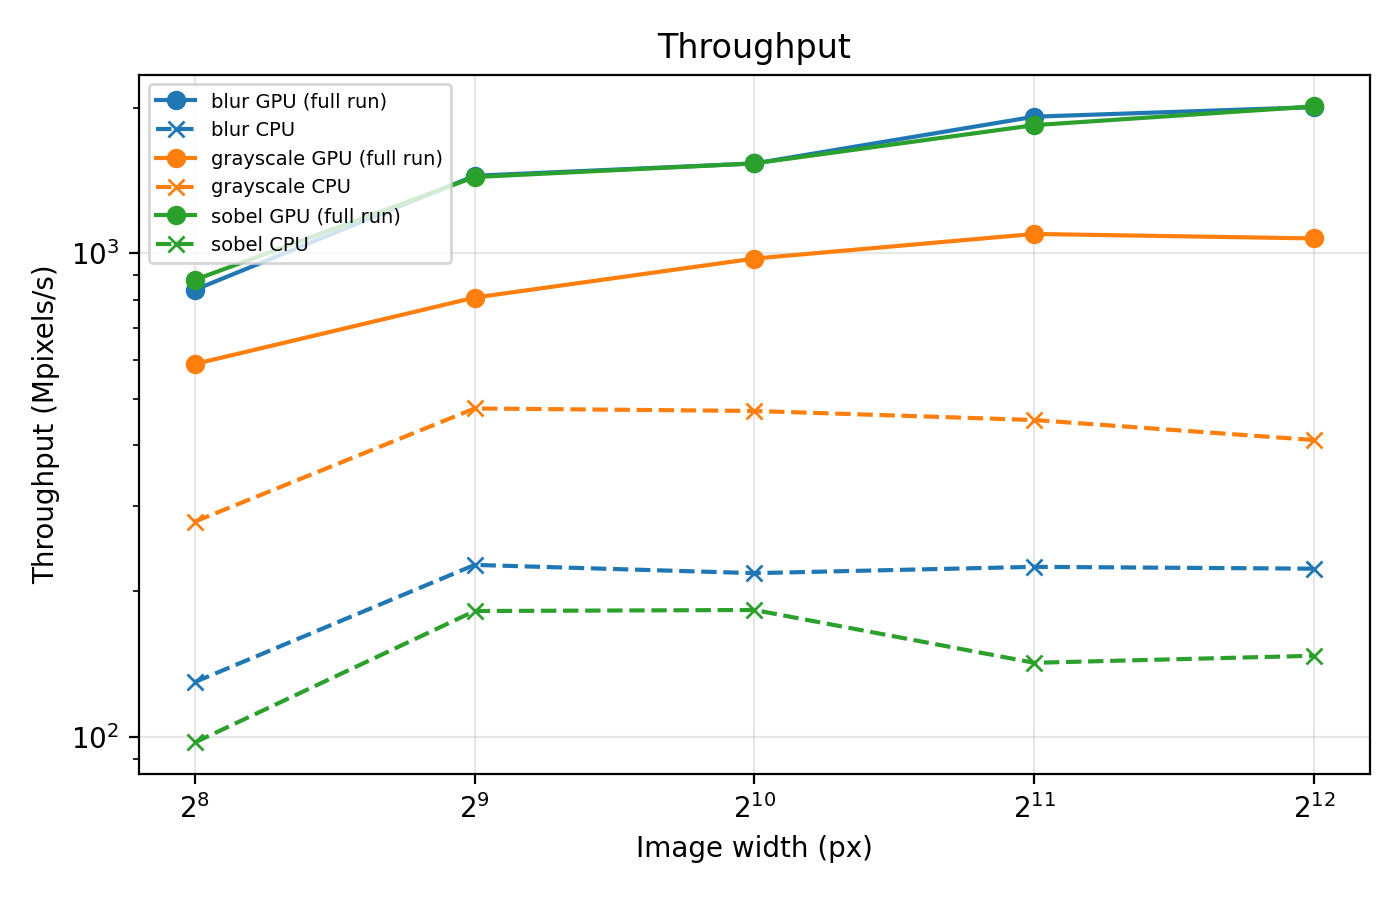 Throughput
blur GPU (full run)
blur CPU
grayscale GPU (full run)
grayscale CPU
sobel GPU (full run)
sobel CPU
Throughput (Mpixels/s)
10³
10²
2⁸ 2⁹ 2¹⁰ 2¹¹ 2¹²
Image width (px)